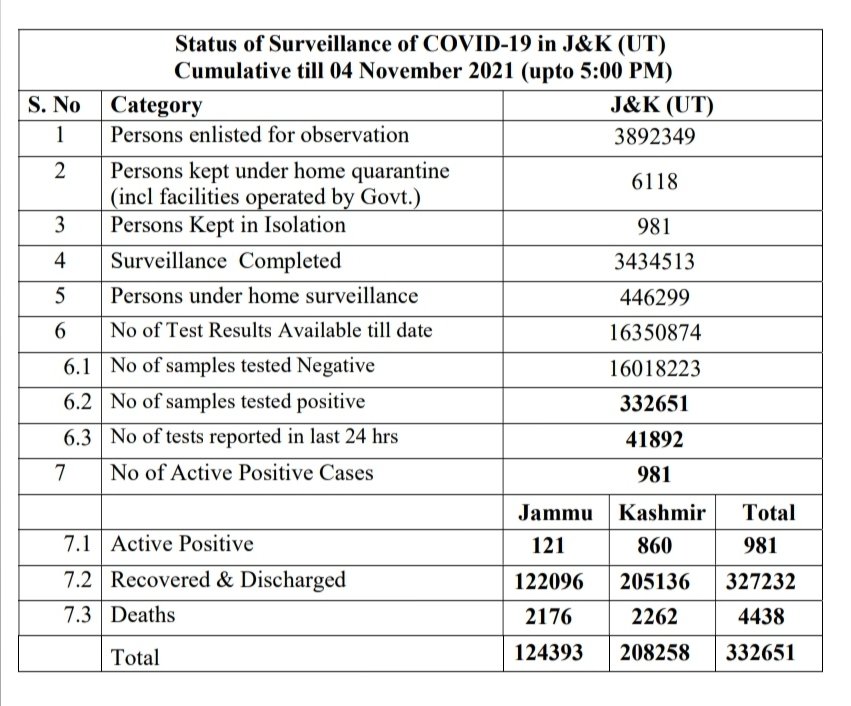 Status of Surveillance of COVID-19 in J&K (UT)
Cumulative till 04 November 2021 (upto 5:00 PM)
S. No Category J&K (UT)
1 Persons enlisted for observation 3892349
2 Persons kept under home quarantine
(incl facilities operated by Govt.) 6118
3 Persons Kept in Isolation 981
4 Surveillance Completed 3434513
5 Persons under home surveillance 446299
6 No of Test Results Available till date 16350874
6.1 No of samples tested Negative 16018223
6.2 No of samples tested positive 332651
6.3 No of tests reported in last 24 hrs 41892
7 No of Active Positive Cases 981
Jammu Kashmir Total
7.1 Active Positive 121 860 981
7.2 Recovered & Discharged 122096 205136 327232
7.3 Deaths 2176 2262 4438
Total 124393 208258 332651